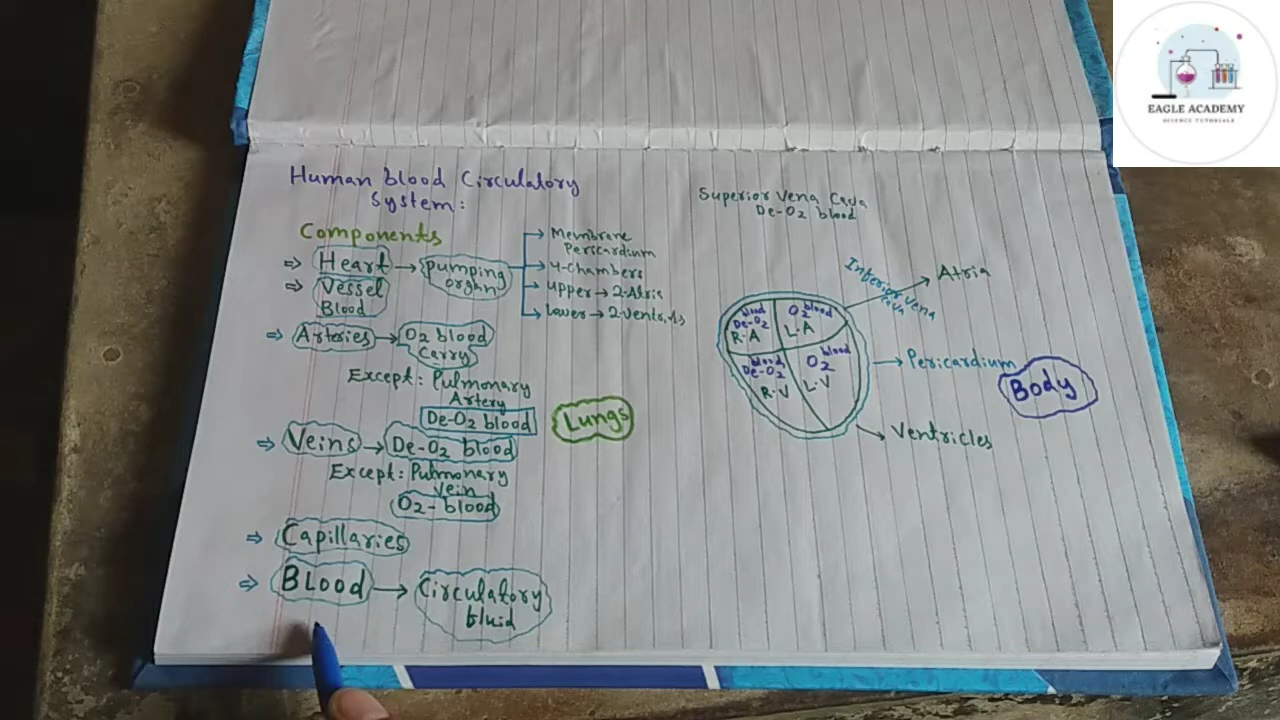 Human blood Circulatory
System:
Components
⇒ Heart → Pumping
organ
Membrane
Pericardium
4-chambers
upper → 2-Atria
Lower → 2-
⇒ Vessel
Blood
⇒ Arteries → O2 blood
Carry
Except: Pulmonary
Artery
De-O2 blood
⇒ Veins → De-O2 blood
Except: Pulmonary
Vein
O2- blood
⇒ Capillaries
⇒ Blood → Circulatory
fluid
Lungs
Superior Vena Cava
De-O2 blood
Inferior vena
cava
Atria
blood
De-O2
R.A
O2 blood
L.A
blood
De-O2
R.V
O2 blood
L.V
Pericardium
Body
Ventricles
EAGLE ACADEMY
SCIENCE TUTORIALS